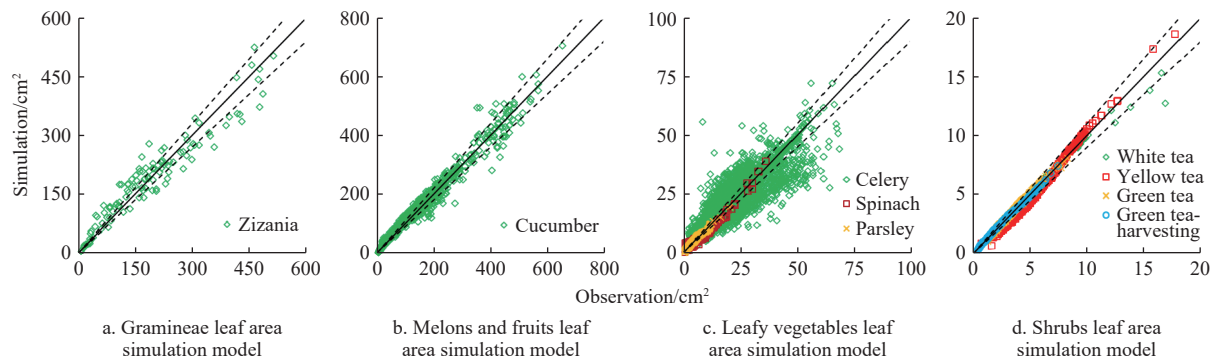 Simulation/cm²
600
450
300
150
0
0
150
300
450
600
Zizania
800
600
400
200
0
0
200
400
600
800
Cucumber
100
75
50
25
0
0
25
50
75
100
Celery
Spinach
Parsley
20
15
10
5
0
0
5
10
15
20
White tea
Yellow tea
Green tea
Green tea-
harvesting
Observation/cm²
a. Gramineae leaf area
simulation model
b. Melons and fruits leaf
area simulation model
c. Leafy vegetables leaf
area simulation model
d. Shrubs leaf area
simulation model